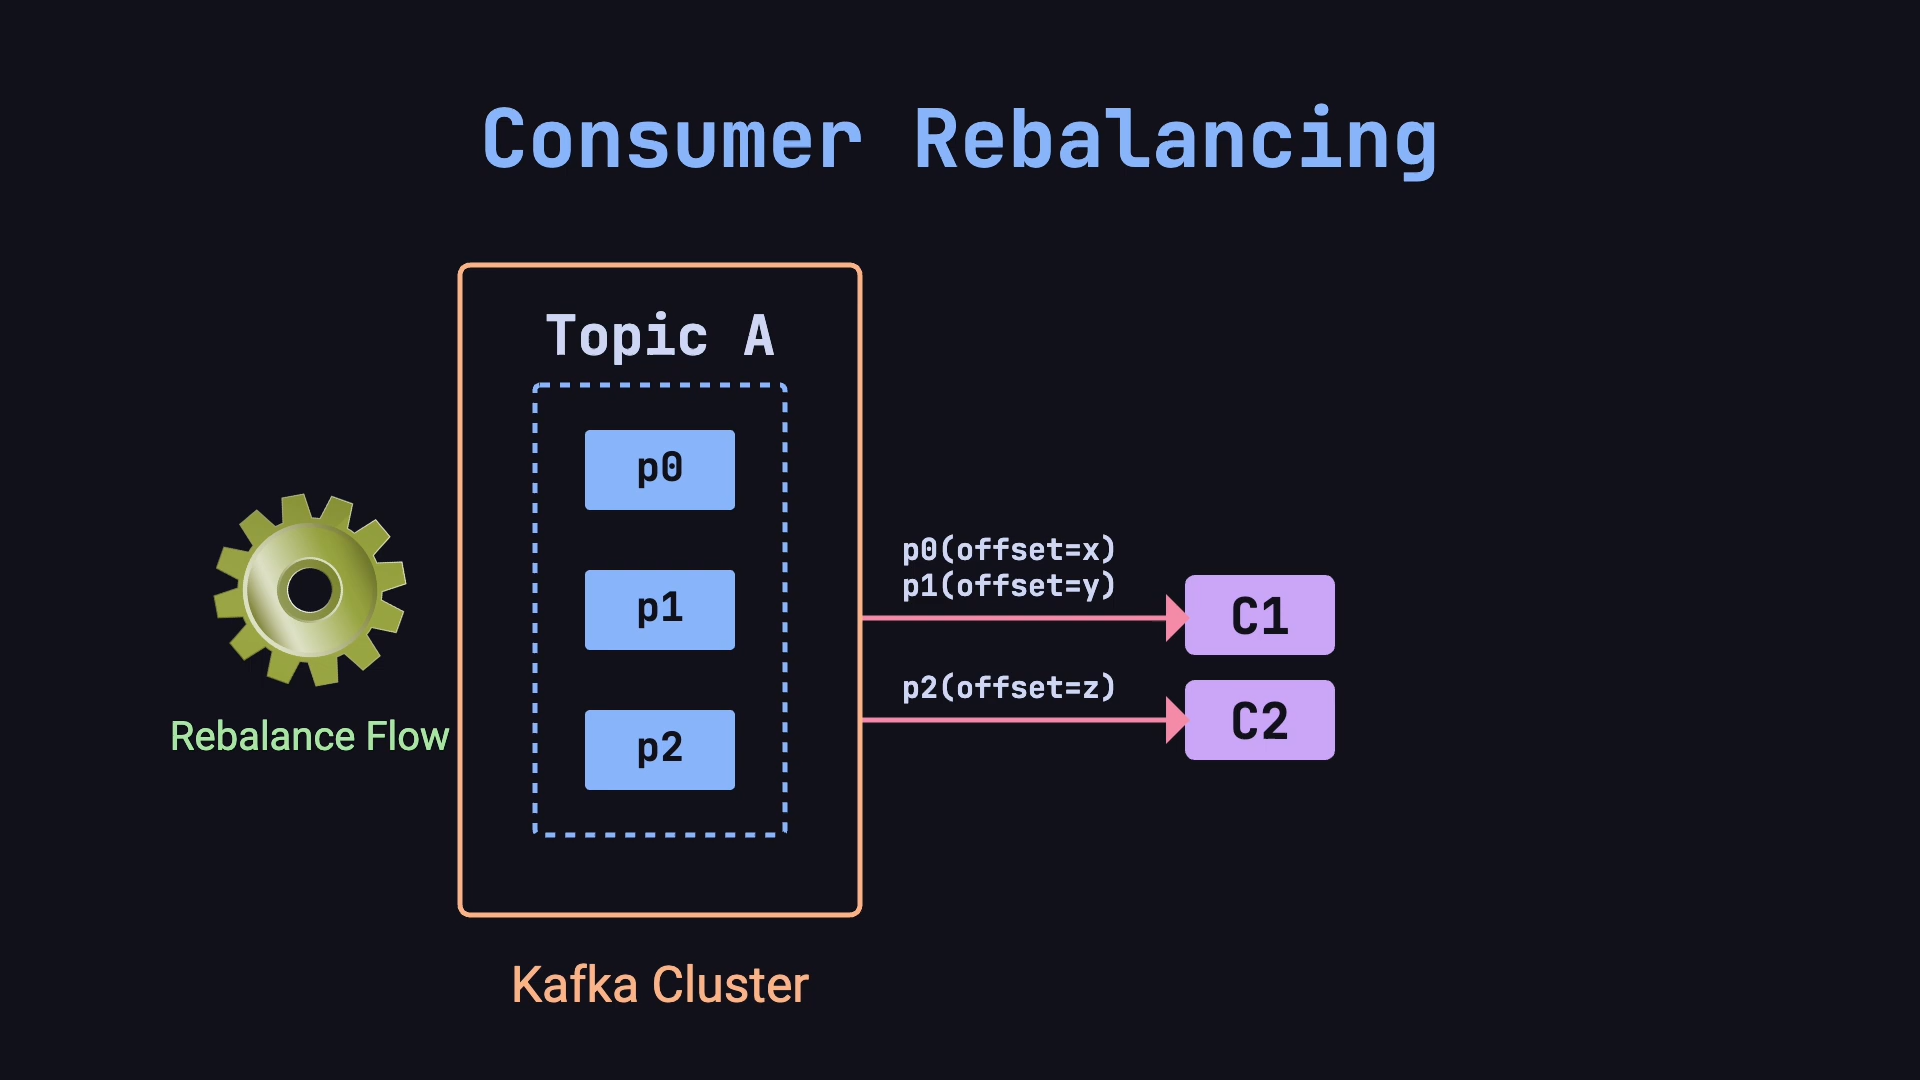 Consumer Rebalancing
Topic A
p0
p1
p2
p0(offset=x)
p1(offset=y)
C1
p2(offset=z)
C2
Rebalance Flow
Kafka Cluster